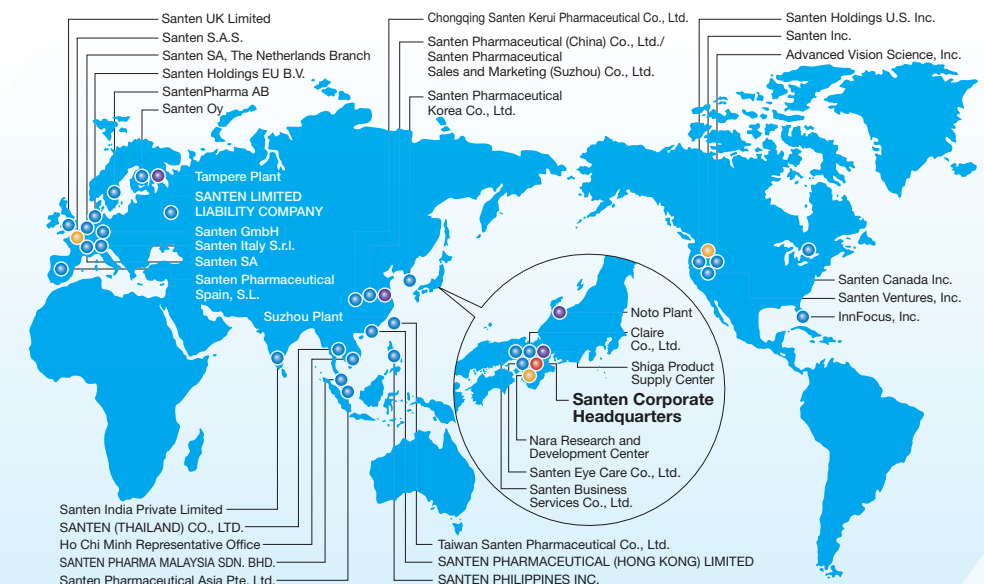 Santen UK Limited
Santen S.A.S.
Santen SA, The Netherlands Branch
Santen Holdings EU B.V.
SantenPharma AB
Santen Oy
Chongqing Santen Kerui Pharmaceutical Co., Ltd.
Santen Pharmaceutical (China) Co., Ltd./
Santen Pharmaceutical
Sales and Marketing (Suzhou) Co., Ltd.
Santen Pharmaceutical
Korea Co., Ltd.
Santen Holdings U.S. Inc.
Santen Inc.
Advanced Vision Science, Inc.
Tampere Plant
SANTEN LIMITED
LIABILITY COMPANY
Santen GmbH
Santen Italy S.r.l.
Santen SA
Santen Pharmaceutical
Spain, S.L.
Suzhou Plant
Noto Plant
Claire
Co., Ltd.
Shiga Product
Supply Center
Santen Corporate
Headquarters
Nara Research and
Development Center
Santen Eye Care Co., Ltd.
Santen Business
Services Co., Ltd.
Santen Canada Inc.
Santen Ventures, Inc.
InnFocus, Inc.
Santen India Private Limited
SANTEN (THAILAND) CO., LTD.
Ho Chi Minh Representative Office
SANTEN PHARMA MALAYSIA SDN. BHD.
Santen Pharmaceutical Asia Pte. Ltd.
Taiwan Santen Pharmaceutical Co., Ltd.
SANTEN PHARMACEUTICAL (HONG KONG) LIMITED
SANTEN PHILIPPINES INC.